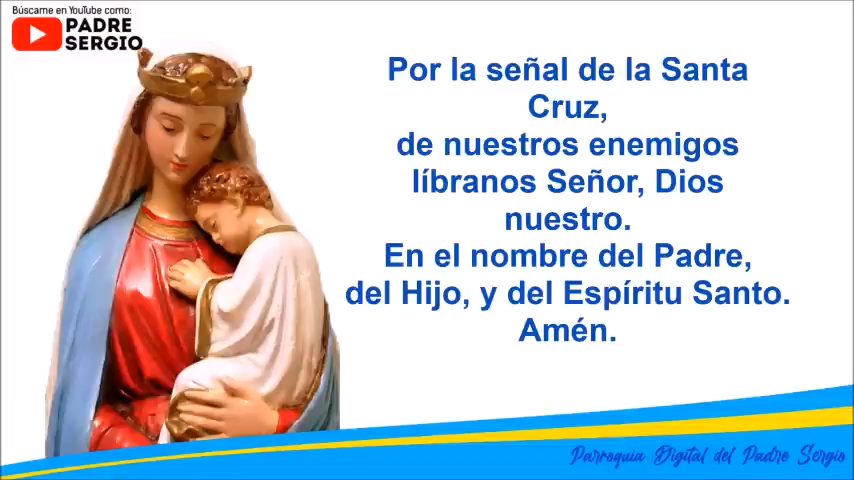 Búscame en YouTube como:
PADRE
SERGIO
Por la señal de la Santa
Cruz,
de nuestros enemigos
líbranos Señor, Dios
nuestro.
En el nombre del Padre,
del Hijo, y del Espíritu Santo.
Amén.
Parroquia Digital del Padre Sergio